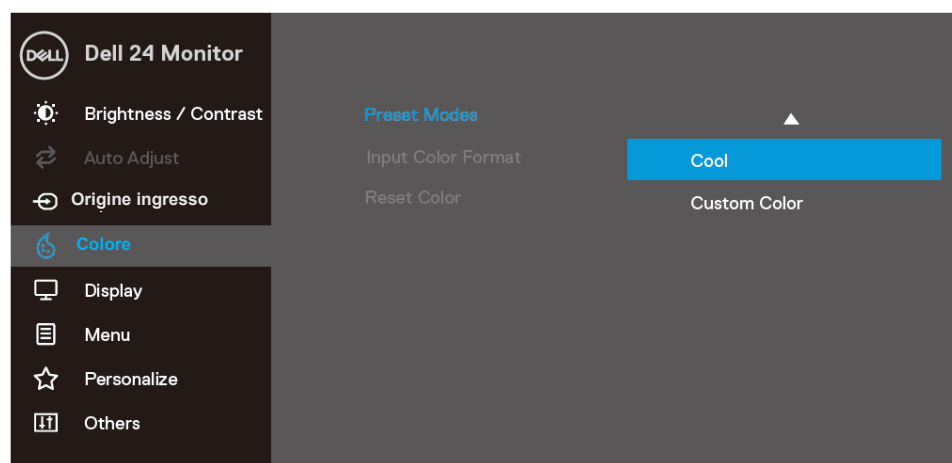 DELL Dell 24 Monitor
Brightness / Contrast
Auto Adjust
Origine ingresso
Colore
Display
Menu
Personalize
Others
Preset Modes
Input Color Format
Reset Color
Cool
Custom Color